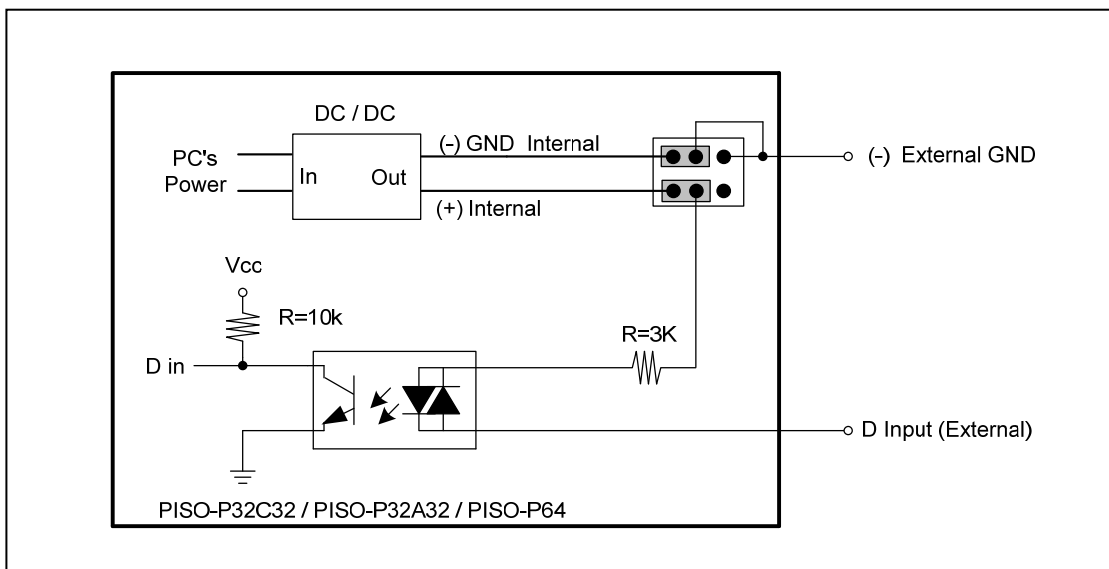 DC / DC
(-) GND Internal
PC's
Power
In
Out
(-) External GND
(+) Internal
Vcc
R=10k
R=3K
D in
D Input (External)
PISO-P32C32 / PISO-P32A32 / PISO-P64